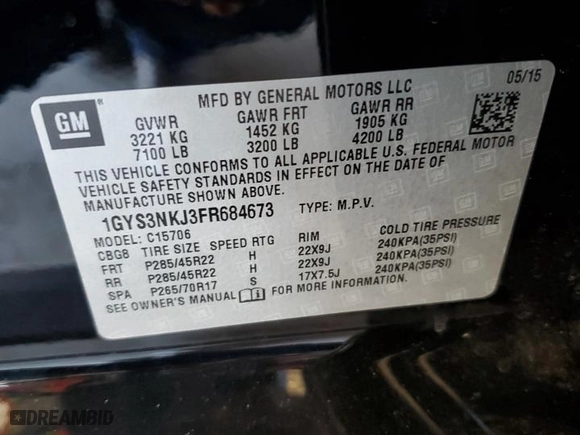 MFD BY GENERAL MOTORS LLC 05/15
GM ®
GVWR GAWR FRT GAWR RR
3221 KG 1452 KG 1905 KG
7100 LB 3200 LB 4200 LB
THIS VEHICLE CONFORMS TO ALL APPLICABLE U.S. FEDERAL MOTOR
VEHICLE SAFETY STANDARDS IN EFFECT ON THE DATE OF
MANUFACTURE SHOWN ABOVE.
1GYS3NKJ3FR684673 TYPE: M.P.V.
MODEL: C15706
CBGB TIRE SIZE SPEED RTG RIM COLD TIRE PRESSURE
FRT P285/45R22 H 22X9J 240KPA(35PSI)
RR P285/45R22 H 22X9J 240KPA(35PSI)
SPA P265/70R17 S 17X7.5J 240KPA(35PSI)
SEE OWNER'S MANUAL FOR MORE INFORMATION.
DREAMBID